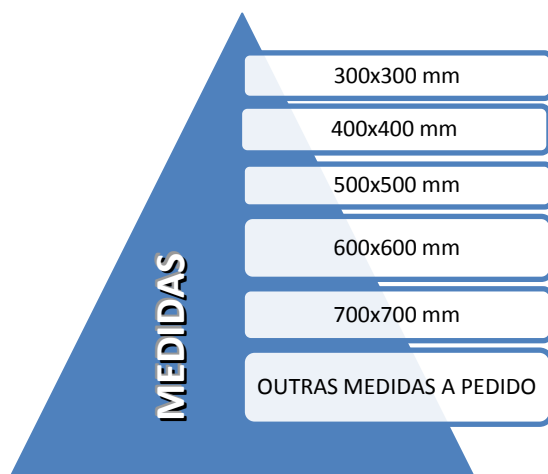 300x300 mm
400x400 mm
500x500 mm
600x600 mm
700x700 mm
OUTRAS MEDIDAS A PEDIDO
MEDIDAS